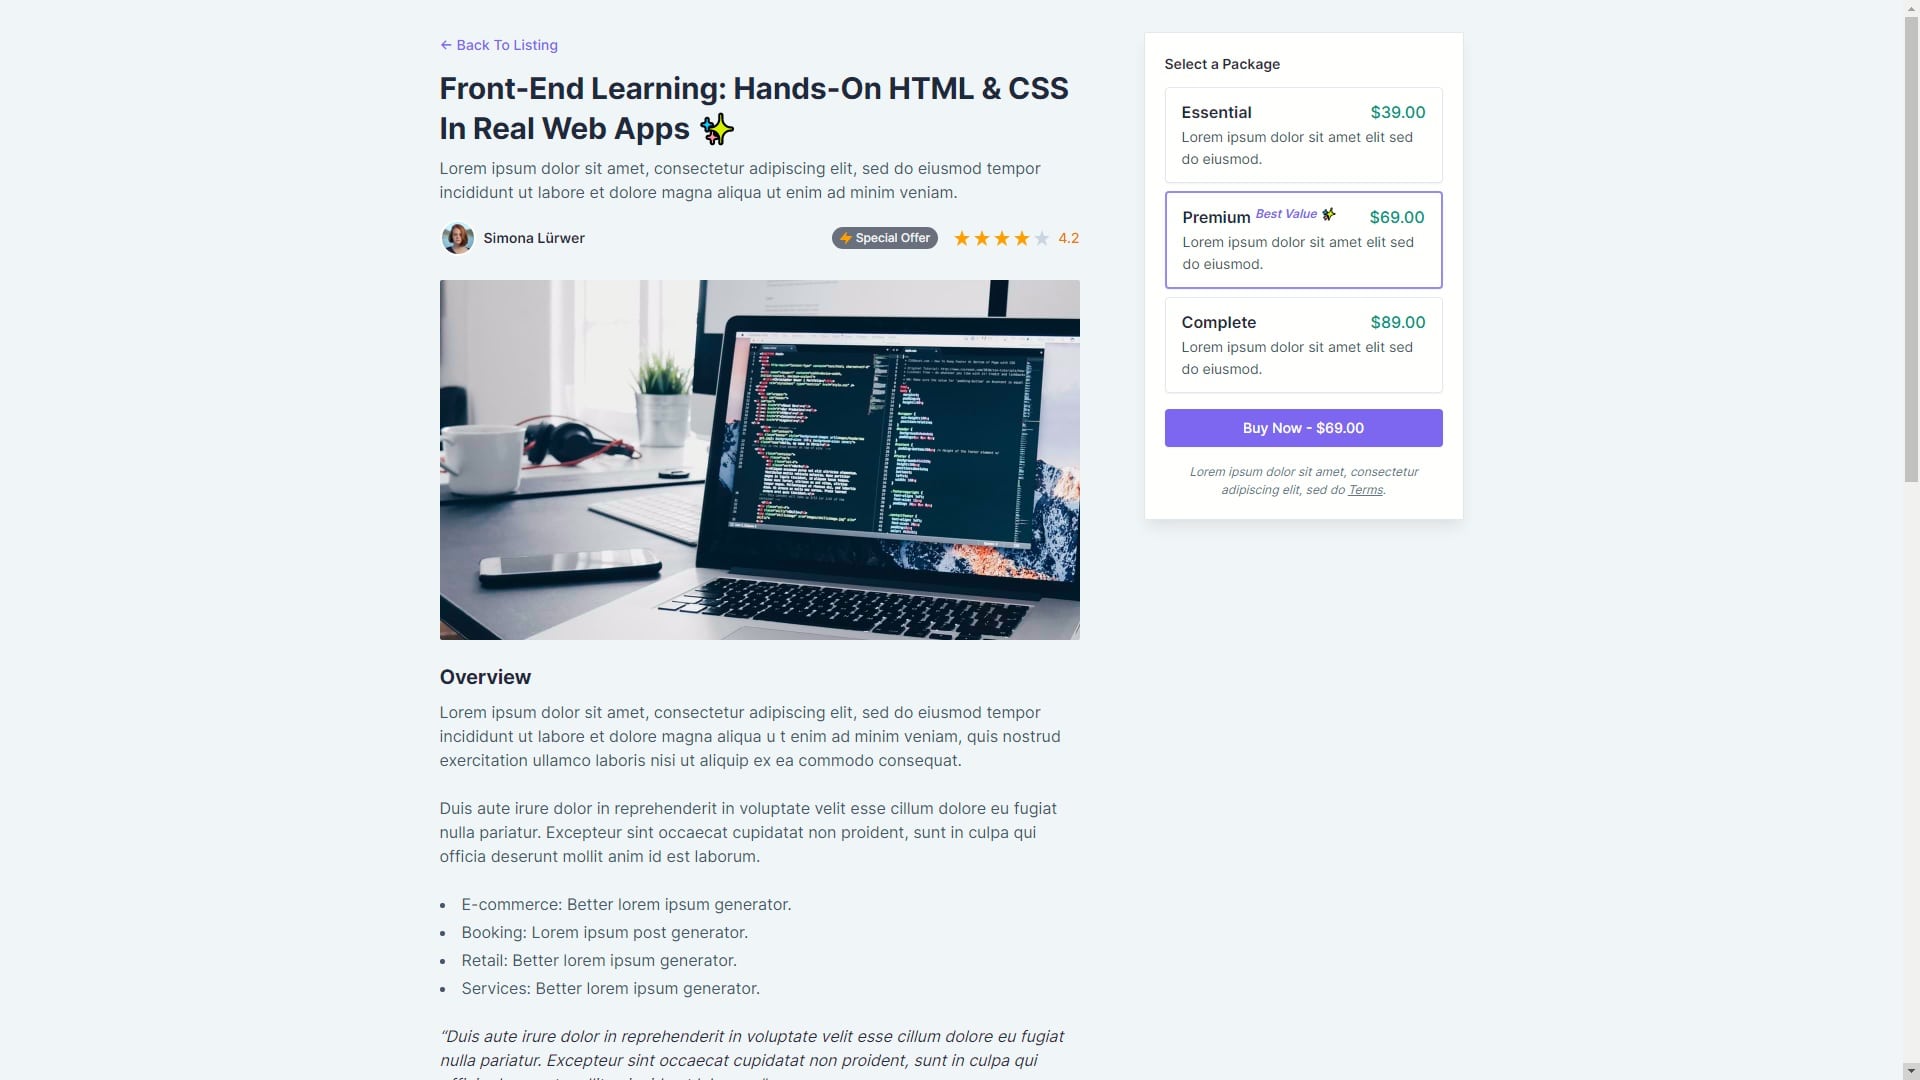 ← Back To Listing
Front-End Learning: Hands-On HTML & CSS
In Real Web Apps ✨
Lorem ipsum dolor sit amet, consectetur adipiscing elit, sed do eiusmod tempor
incididunt ut labore et dolore magna aliqua ut enim ad minim veniam.
Simona Lürwer
Special Offer
4.2
Overview
Lorem ipsum dolor sit amet, consectetur adipiscing elit, sed do eiusmod tempor
incididunt ut labore et dolore magna aliqua u t enim ad minim veniam, quis nostrud
exercitation ullamco laboris nisi ut aliquip ex ea commodo consequat.
Duis aute irure dolor in reprehenderit in voluptate velit esse cillum dolore eu fugiat
nulla pariatur. Excepteur sint occaecat cupidatat non proident, sunt in culpa qui
officia deserunt mollit anim id est laborum.
• E-commerce: Better lorem ipsum generator.
• Booking: Lorem ipsum post generator.
• Retail: Better lorem ipsum generator.
• Services: Better lorem ipsum generator.
“Duis aute irure dolor in reprehenderit in voluptate velit esse cillum dolore eu fugiat
nulla pariatur. Excepteur sint occaecat cupidatat non proident, sunt in culpa qui
Select a Package
Essential $39.00
Lorem ipsum dolor sit amet elit sed
do eiusmod.
Premium Best Value ✨ $69.00
Lorem ipsum dolor sit amet elit sed
do eiusmod.
Complete $89.00
Lorem ipsum dolor sit amet elit sed
do eiusmod.
Buy Now - $69.00
Lorem ipsum dolor sit amet, consectetur
adipiscing elit, sed do Terms.